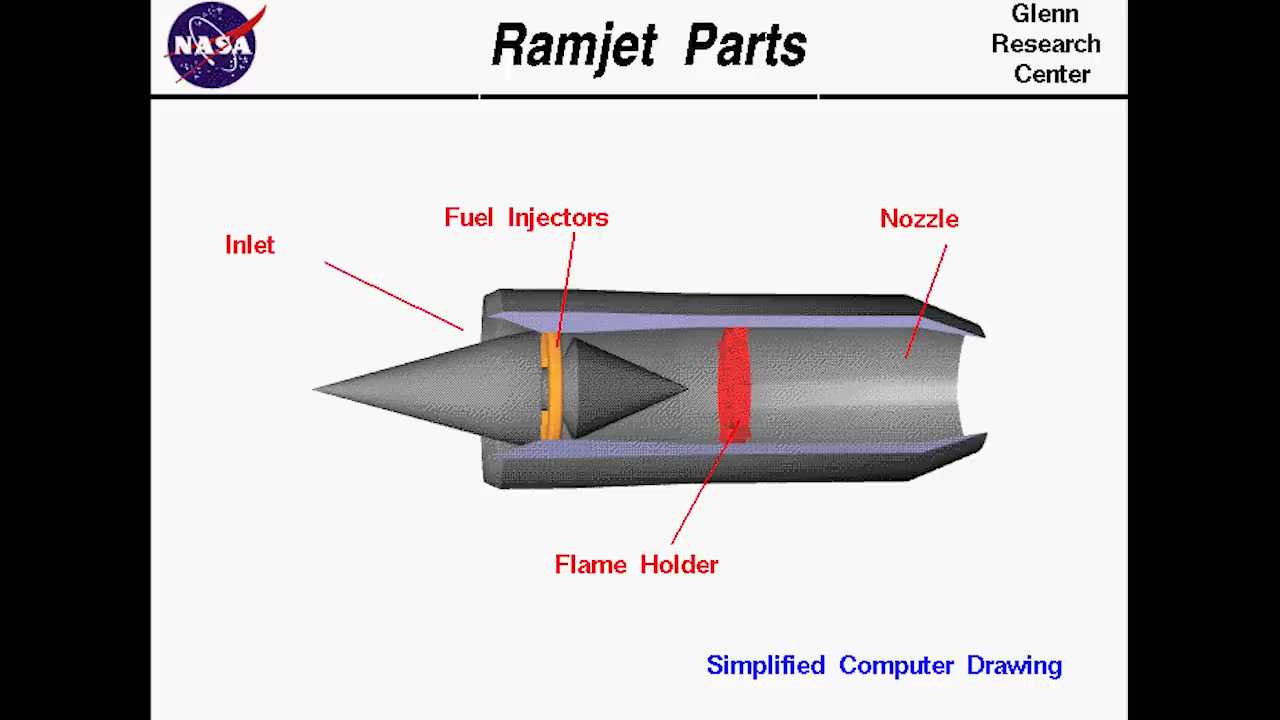 NASA
Ramjet Parts
Glenn
Research
Center
Fuel Injectors
Nozzle
Inlet
Flame Holder
Simplified Computer Drawing